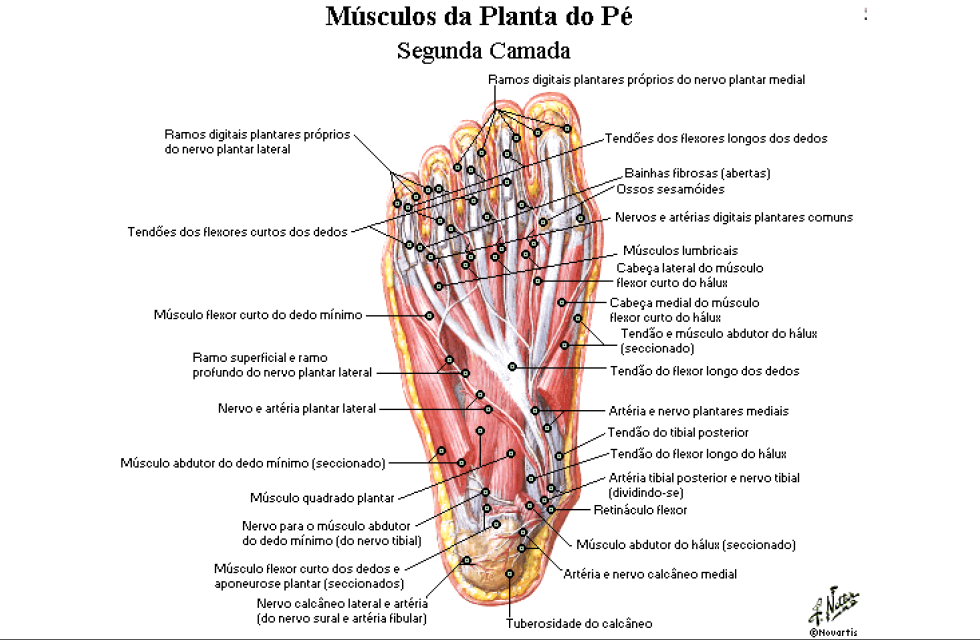 Músculos da Planta do Pé
Segunda Camada
Ramos digitais plantares próprios do nervo plantar medial
Ramos digitais plantares próprios
do nervo plantar lateral
Tendões dos flexores longos dos dedos
Bainhas fibrosas (abertas)
Ossos sesamóides
Nervos e artérias digitais plantares comuns
Tendões dos flexores curtos dos dedos
Músculos lumbricais
Cabeça lateral do músculo
flexor curto do hálux
Cabeça medial do músculo
flexor curto do hálux
Músculo flexor curto do dedo mínimo
Tendão e músculo abdutor do hálux
(seccionado)
Ramo superficial e ramo
profundo do nervo plantar lateral
Tendão do flexor longo dos dedos
Nervo e artéria plantar lateral
Artéria e nervo plantares mediais
Tendão do tibial posterior
Tendão do flexor longo do hálux
Músculo abdutor do dedo mínimo (seccionado)
Artéria tibial posterior e nervo tibial
(dividindo-se)
Músculo quadrado plantar
Retináculo flexor
Nervo para o músculo abdutor
do dedo mínimo (do nervo tibial)
Músculo abdutor do hálux (seccionado)
Músculo flexor curto dos dedos e
aponeurose plantar (seccionados)
Artéria e nervo calcâneo medial
Nervo calcâneo lateral e artéria
(do nervo sural e artéria fibular)
Tuberosidade do calcâneo
©Novartis